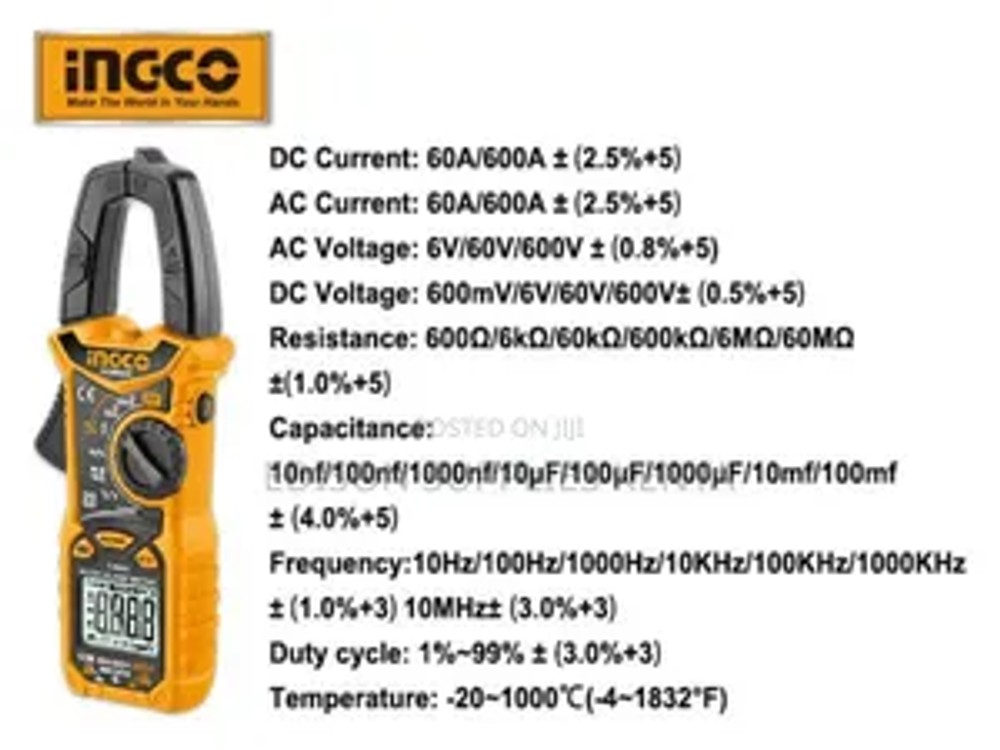 INGCO
Make The World In Your Hands
DC Current: 60A/600A ± (2.5%+5)
AC Current: 60A/600A ± (2.5%+5)
AC Voltage: 6V/60V/600V ± (0.8%+5)
DC Voltage: 600mV/6V/60V/600V± (0.5%+5)
INGCO
Resistance: 600Ω/6kΩ/60kΩ/600kΩ/6MΩ/60MΩ
±(1.0%+5)
CE
Capacitance:
POSTED ON JIJI
10nf/100nf/1000nf/10μF/100μF/1000μF/10mf/100mf
± (4.0%+5)
Frequency:10Hz/100Hz/1000Hz/10KHz/100KHz/1000KHz
± (1.0%+3) 10MHz± (3.0%+3)
Duty cycle: 1%~99% ± (3.0%+3)
Temperature: -20~1000℃(-4~1832°F)